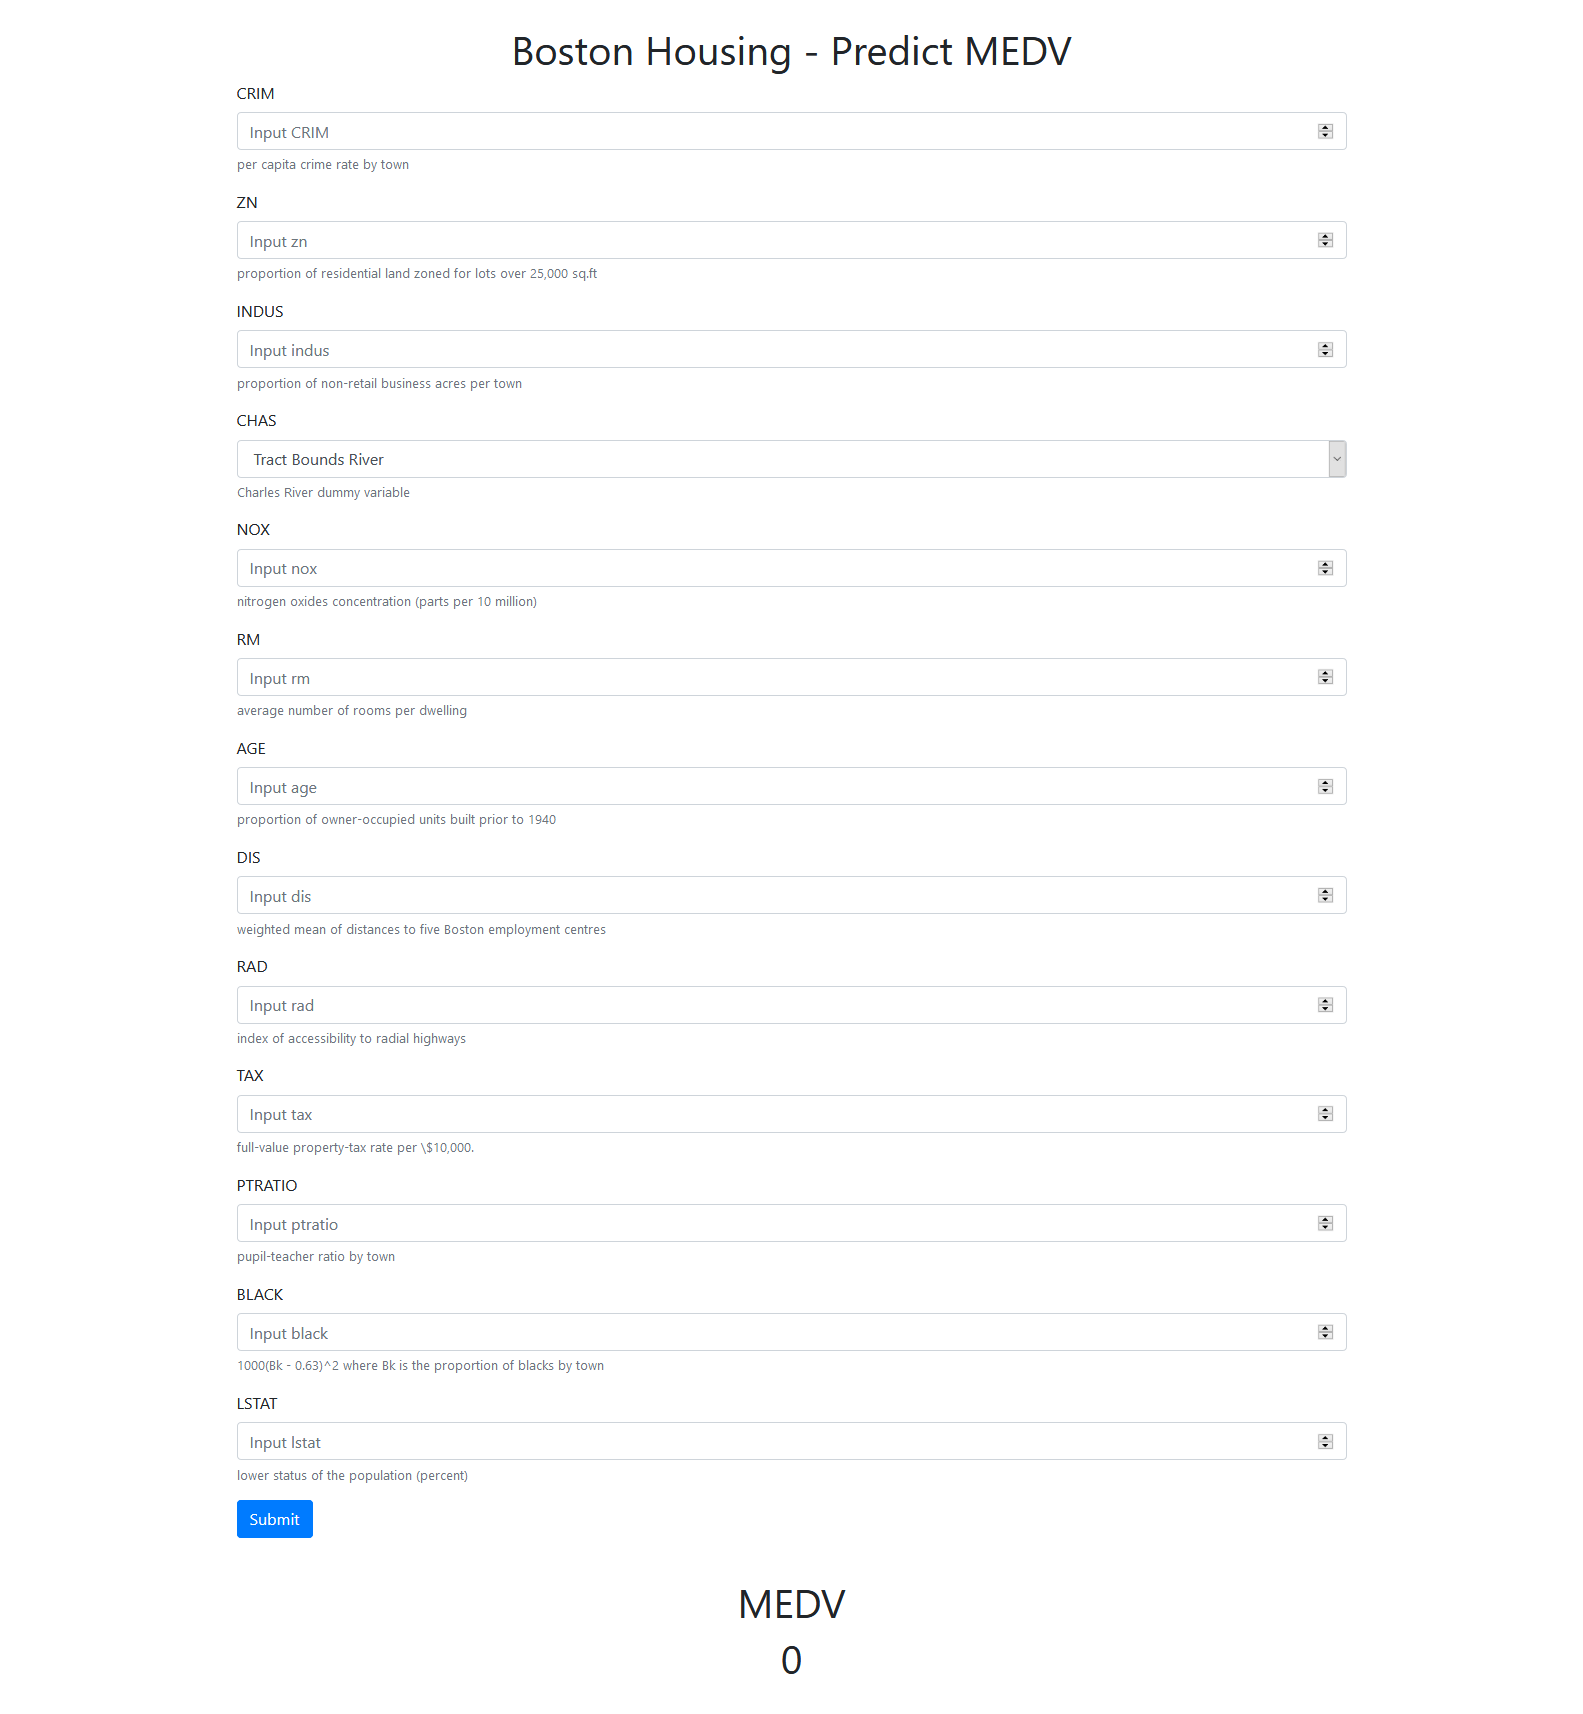 Boston Housing - Predict MEDV
CRIM
Input CRIM
per capita crime rate by town
ZN
Input zn
proportion of residential land zoned for lots over 25,000 sq.ft
INDUS
Input indus
proportion of non-retail business acres per town
CHAS
Tract Bounds River
Charles River dummy variable
NOX
Input nox
nitrogen oxides concentration (parts per 10 million)
RM
Input rm
average number of rooms per dwelling
AGE
Input age
proportion of owner-occupied units built prior to 1940
DIS
Input dis
weighted mean of distances to five Boston employment centres
RAD
Input rad
index of accessibility to radial highways
TAX
Input tax
full-value property-tax rate per \$10,000.
PTRATIO
Input ptratio
pupil-teacher ratio by town
BLACK
Input black
1000(Bk - 0.63)^2 where Bk is the proportion of blacks by town
LSTAT
Input lstat
lower status of the population (percent)
Submit
MEDV
0